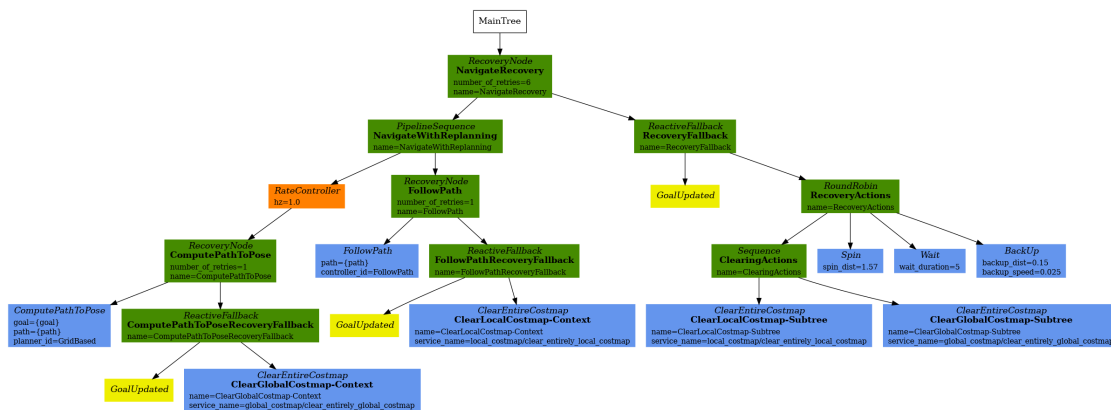 MainTree
RecoveryNode
NavigateRecovery
number_of_retries=6
name=NavigateRecovery
PipelineSequence
NavigateWithReplanning
name=NavigateWithReplanning
ReactiveFallback
RecoveryFallback
name=RecoveryFallback
RateController
hz=1.0
RecoveryNode
FollowPath
number_of_retries=1
name=FollowPath
GoalUpdated
RoundRobin
RecoveryActions
name=RecoveryActions
RecoveryNode
ComputePathToPose
number_of_retries=1
name=ComputePathToPose
FollowPath
path={path}
controller_id=FollowPath
ReactiveFallback
FollowPathRecoveryFallback
name=FollowPathRecoveryFallback
Sequence
ClearingActions
name=ClearingActions
Spin
spin_dist=1.57
Wait
wait_duration=5
BackUp
backup_dist=0.15
backup_speed=0.025
ComputePathToPose
goal={goal}
path={path}
planner_id=GridBased
ReactiveFallback
ComputePathToPoseRecoveryFallback
name=ComputePathToPoseRecoveryFallback
GoalUpdated
ClearEntireCostmap
ClearLocalCostmap-Context
name=ClearLocalCostmap-Context
service_name=local_costmap/clear_entirely_local_costmap
ClearEntireCostmap
ClearLocalCostmap-Subtree
name=ClearLocalCostmap-Subtree
service_name=local_costmap/clear_entirely_local_costmap
ClearEntireCostmap
ClearGlobalCostmap-Subtree
name=ClearGlobalCostmap-Subtree
service_name=global_costmap/clear_entirely_global_costmap
GoalUpdated
ClearEntireCostmap
ClearGlobalCostmap-Context
name=ClearGlobalCostmap-Context
service_name=global_costmap/clear_entirely_global_costmap